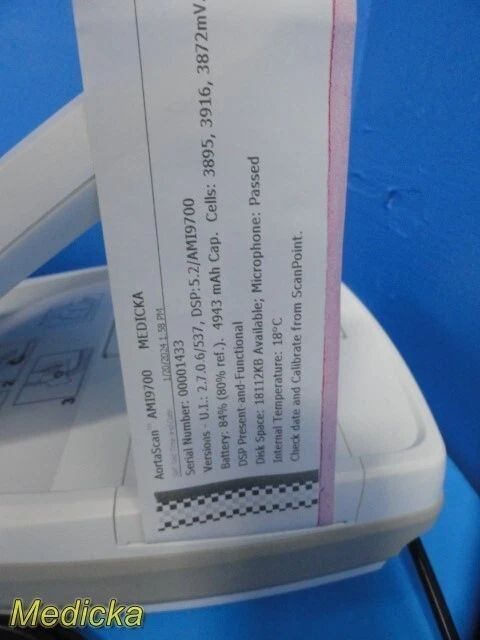 AortaScan™ AMI9700 MEDICKA
1/20/2024 1:58 PM
Serial Number: 00001433
Versions - U.I.: 2.7.0.6/537, DSP:5.2/AMI9700
Battery: 84% (80% ref.). 4943 mAh Cap. Cells: 3895, 3916, 3872mV.
DSP Present-and-Functional
Disk Space: 18112KB Available; Microphone: Passed
Internal Temperature: 18°C
Check date and Calibrate from ScanPoint.
2
3
Medicka